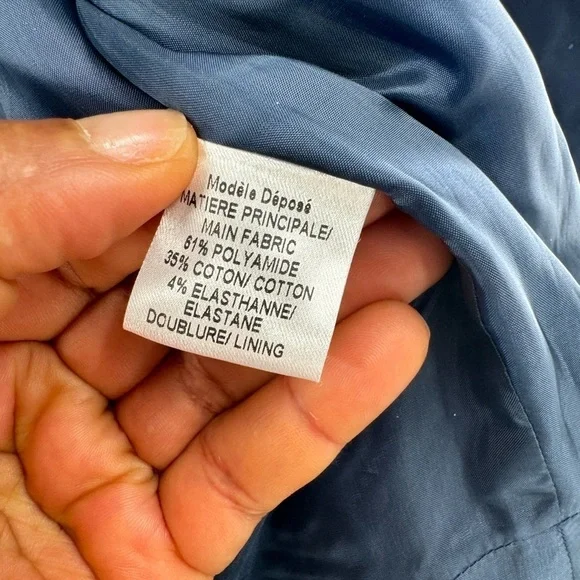 Modèle Déposé
MATIERE PRINCIPALE/
MAIN FABRIC
61% POLYAMIDE
35% COTON/ COTTON
4% ELASTHANNE/
ELASTANE
DOUBLURE/ LINING